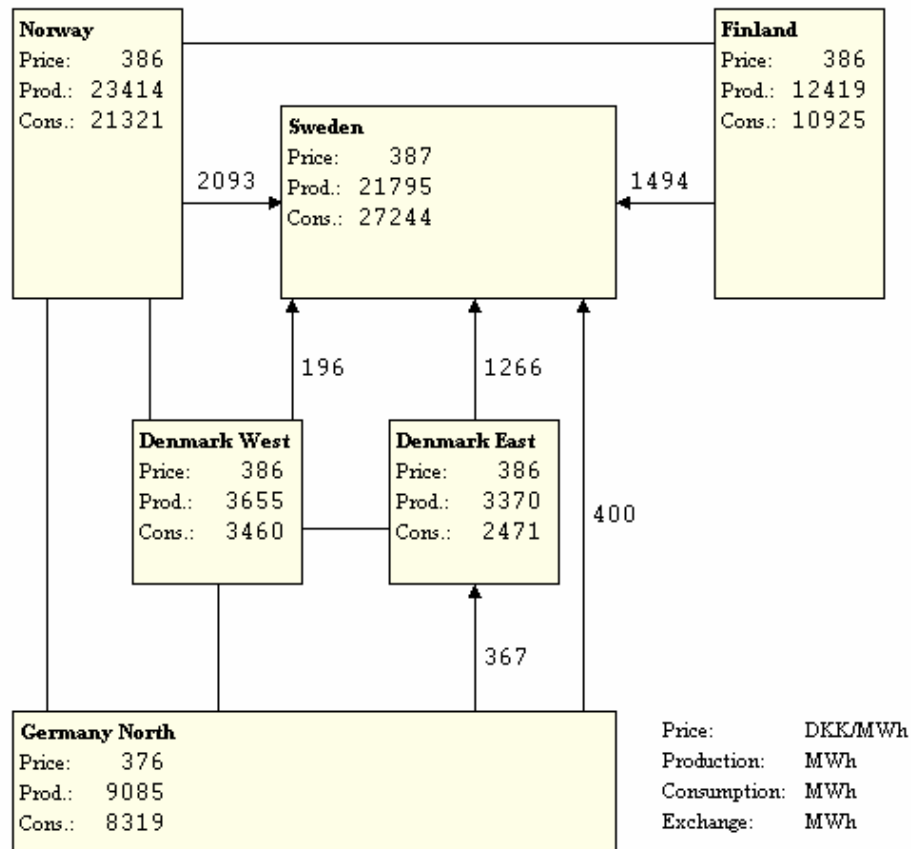 Norway
Price: 386
Prod.: 23414
Cons.: 21321
Finland
Price: 386
Prod.: 12419
Cons.: 10925
Sweden
Price: 387
Prod.: 21795
Cons.: 27244
2093
1494
196
1266
400
Denmark West
Price: 386
Prod.: 3655
Cons.: 3460
Denmark East
Price: 386
Prod.: 3370
Cons.: 2471
367
Germany North
Price: 376
Prod.: 9085
Cons.: 8319
Price: DKK/MWh
Production: MWh
Consumption: MWh
Exchange: MWh